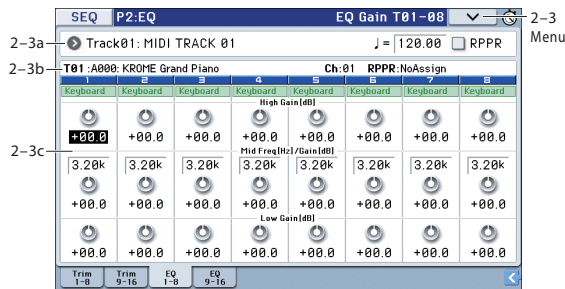 SEQ P2:EQ EQ Gain T01-08
2–3
Menu
2–3a
Track01: MIDI TRACK 01 ♩= 120.00 RPPR
2–3b
T01 :A000: KROME Grand Piano Ch:01 RPPR:NoAssign
1 2 3 4 5 6 7 8
Keyboard Keyboard Keyboard Keyboard Keyboard Keyboard Keyboard Keyboard
High Gain[dB]
+00.0 +00.0 +00.0 +00.0 +00.0 +00.0 +00.0 +00.0
2–3c
Mid Freq[Hz]/Gain[dB]
3.20k 3.20k 3.20k 3.20k 3.20k 3.20k 3.20k 3.20k
+00.0 +00.0 +00.0 +00.0 +00.0 +00.0 +00.0 +00.0
Low Gain[dB]
+00.0 +00.0 +00.0 +00.0 +00.0 +00.0 +00.0 +00.0
Trim 1-8 Trim 9-16 EQ 1-8 EQ 9-16